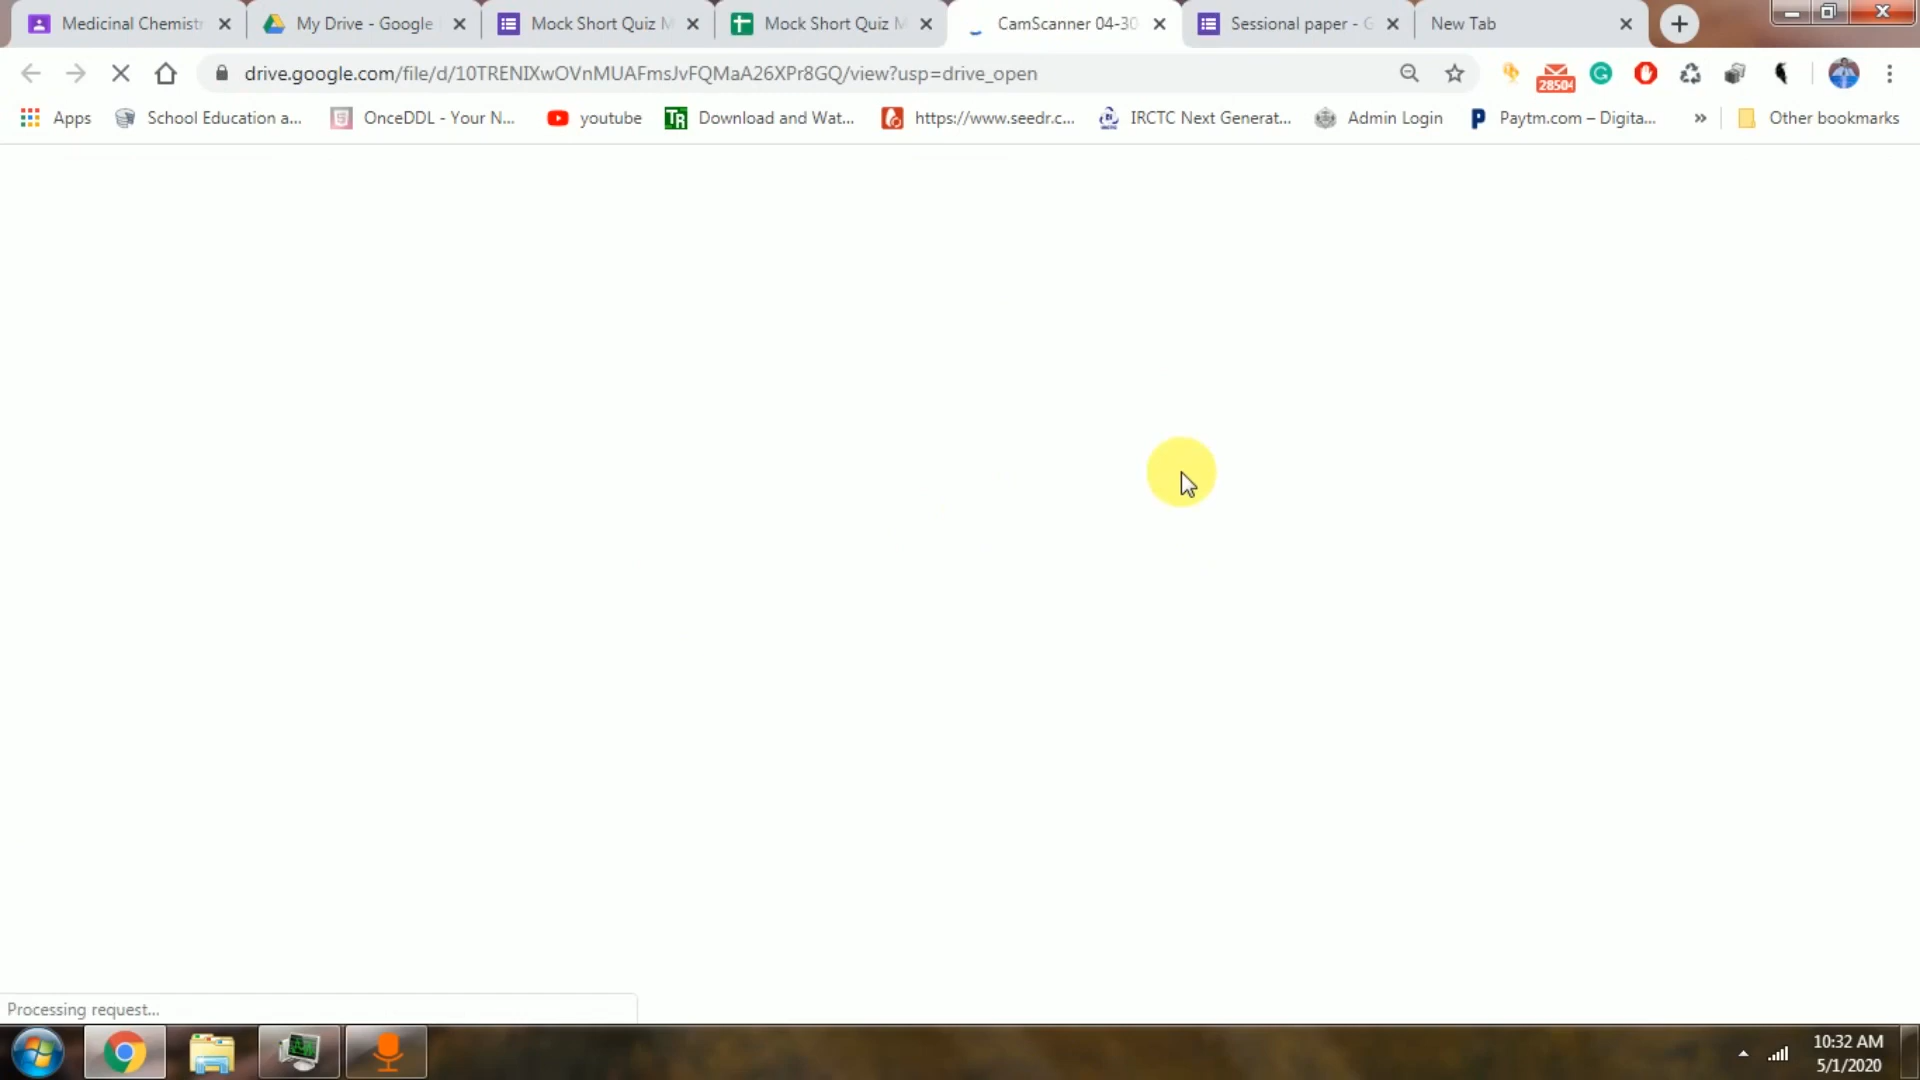 Medicinal Chemist
My Drive - Google
Mock Short Quiz M
Mock Short Quiz M
CamScanner 04-30
Sessional paper - G
New Tab
drive.google.com/file/d/10TRENIXwOVnMUAFmsJvFQMaA26XPr8GQ/view?usp=drive_open
28504
Apps
School Education a...
OnceDDL - Your N...
youtube
TR
Download and Wat...
https://www.seedr.c...
IRCTC Next Generat...
Admin Login
Paytm.com – Digita...
»
Other bookmarks
Processing request...
10:32 AM
5/1/2020